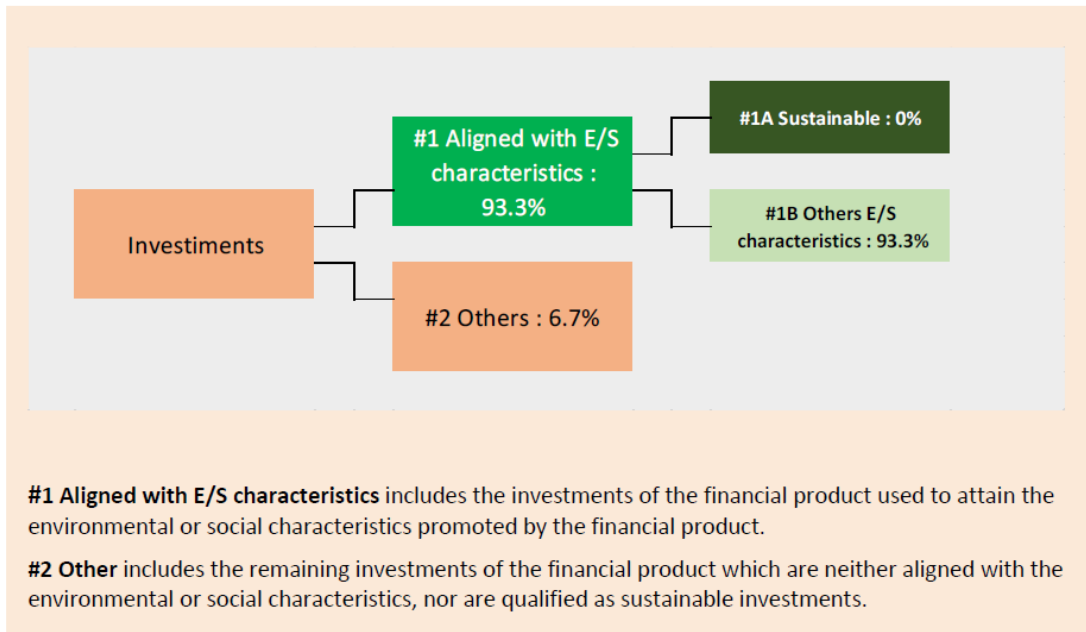 #1A Sustainable : 0%
#1 Aligned with E/S
characteristics :
93.3%
#1B Others E/S
characteristics : 93.3%
Investiments
#2 Others : 6.7%
#1 Aligned with E/S characteristics includes the investments of the financial product used to attain the
environmental or social characteristics promoted by the financial product.
#2 Other includes the remaining investments of the financial product which are neither aligned with the
environmental or social characteristics, nor are qualified as sustainable investments.